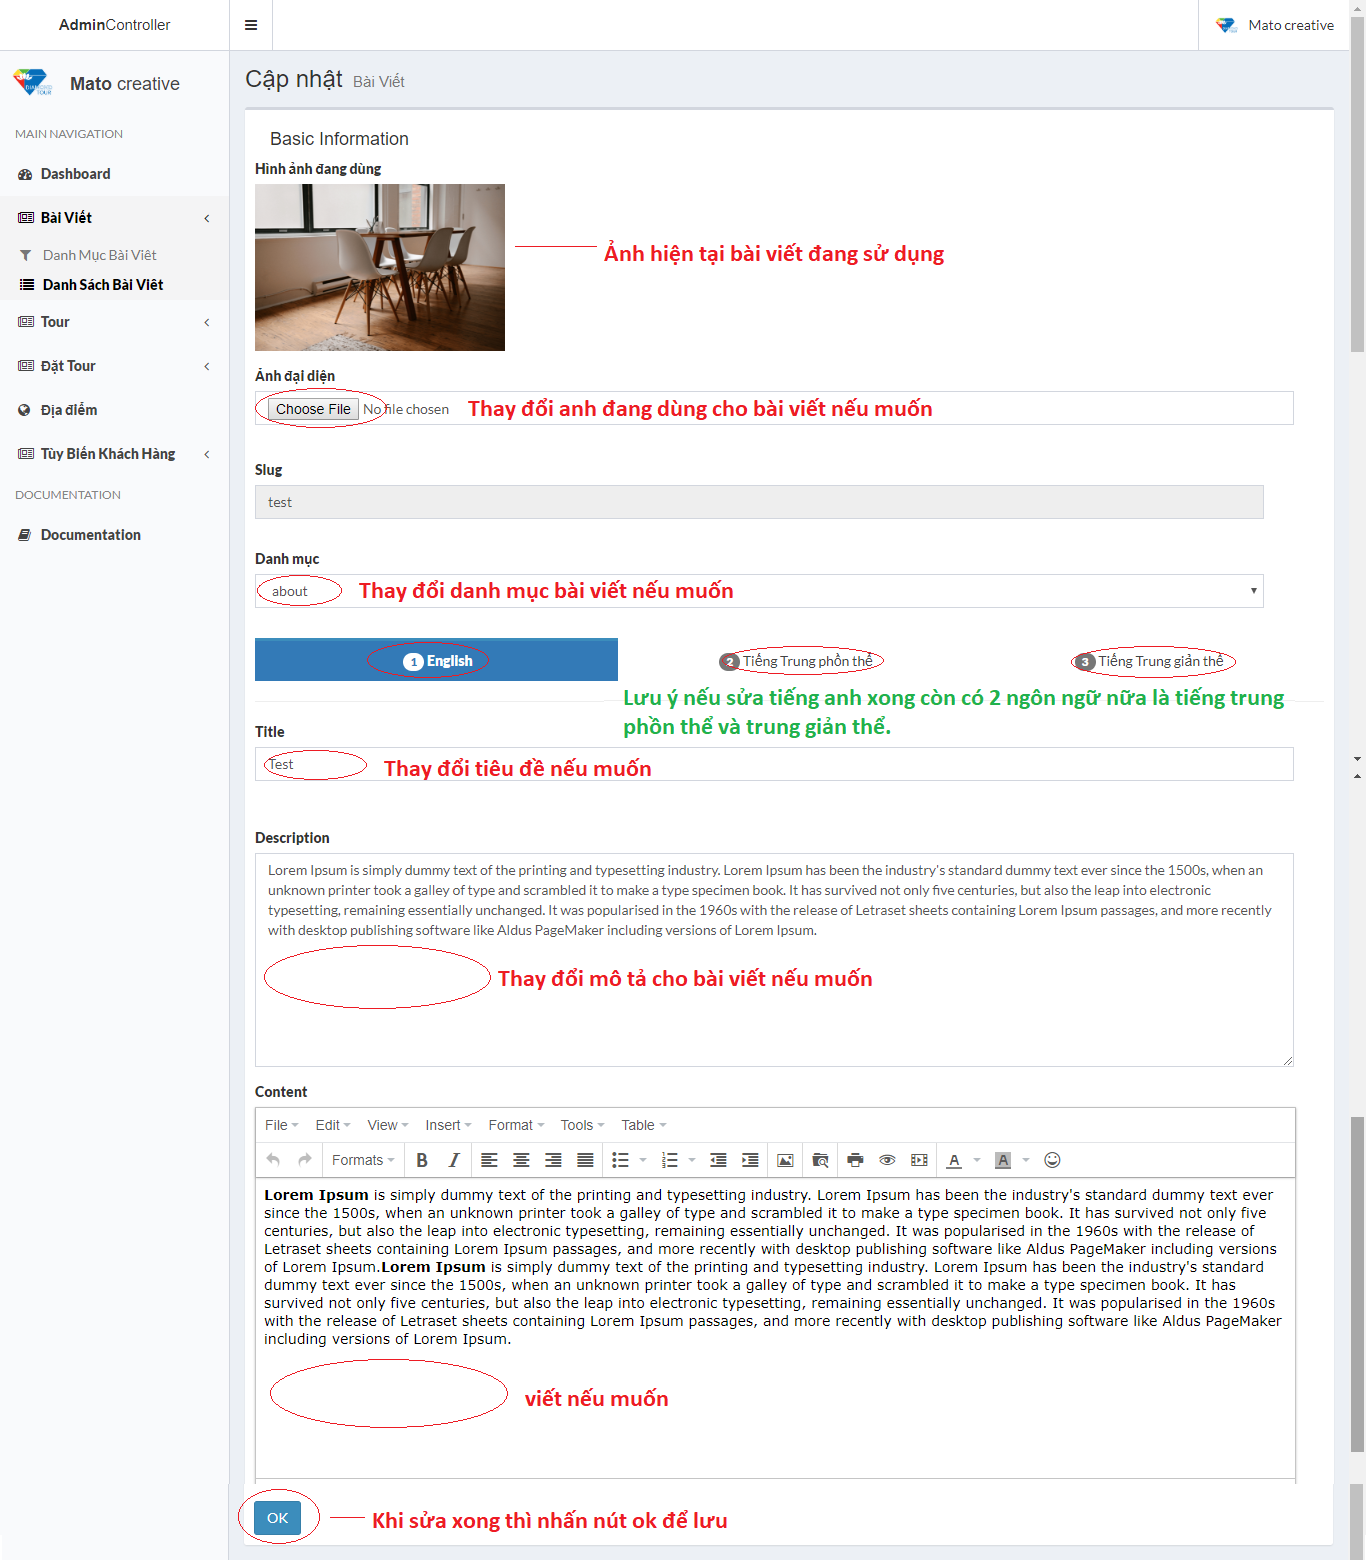 AdminController
Mato creative
Mato creative
MAIN NAVIGATION
Dashboard
Bài Viết
Danh Mục Bài Viêt
Danh Sách Bài Viêt
Tour
Đặt Tour
Địa điểm
Tùy Biến Khách Hàng
DOCUMENTATION
Documentation
Cập nhật Bài Viết
Basic Information
Hình ảnh đang dùng
Ảnh hiện tại bài viết đang sử dụng
Ảnh đại diện
Choose File No file chosen Thay đổi anh đang dùng cho bài viết nếu muốn
Slug
test
Danh mục
about Thay đổi danh mục bài viết nếu muốn
1 English 2 Tiếng Trung phồn thể 3 Tiếng Trung giản thể
Lưu ý nếu sửa tiếng anh xong còn có 2 ngôn ngữ nữa là tiếng trung
phồn thể và trung giản thể.
Title
Test Thay đổi tiêu đề nếu muốn
Description
Lorem Ipsum is simply dummy text of the printing and typesetting industry. Lorem Ipsum has been the industry's standard dummy text ever since the 1500s, when an
unknown printer took a galley of type and scrambled it to make a type specimen book. It has survived not only five centuries, but also the leap into electronic
typesetting, remaining essentially unchanged. It was popularised in the 1960s with the release of Letraset sheets containing Lorem Ipsum passages, and more recently
with desktop publishing software like Aldus PageMaker including versions of Lorem Ipsum.
Thay đổi mô tả cho bài viết nếu muốn
Content
File Edit View Insert Format Tools Table
Formats B I A A
Lorem Ipsum is simply dummy text of the printing and typesetting industry. Lorem Ipsum has been the industry's standard dummy text ever
since the 1500s, when an unknown printer took a galley of type and scrambled it to make a type specimen book. It has survived not only five
centuries, but also the leap into electronic typesetting, remaining essentially unchanged. It was popularised in the 1960s with the release of
Letraset sheets containing Lorem Ipsum passages, and more recently with desktop publishing software like Aldus PageMaker including versions
of Lorem Ipsum.Lorem Ipsum is simply dummy text of the printing and typesetting industry. Lorem Ipsum has been the industry's standard
dummy text ever since the 1500s, when an unknown printer took a galley of type and scrambled it to make a type specimen book. It has
survived not only five centuries, but also the leap into electronic typesetting, remaining essentially unchanged. It was popularised in the 1960s
with the release of Letraset sheets containing Lorem Ipsum passages, and more recently with desktop publishing software like Aldus PageMaker
including versions of Lorem Ipsum.
viết nếu muốn
OK Khi sửa xong thì nhấn nút ok để lưu